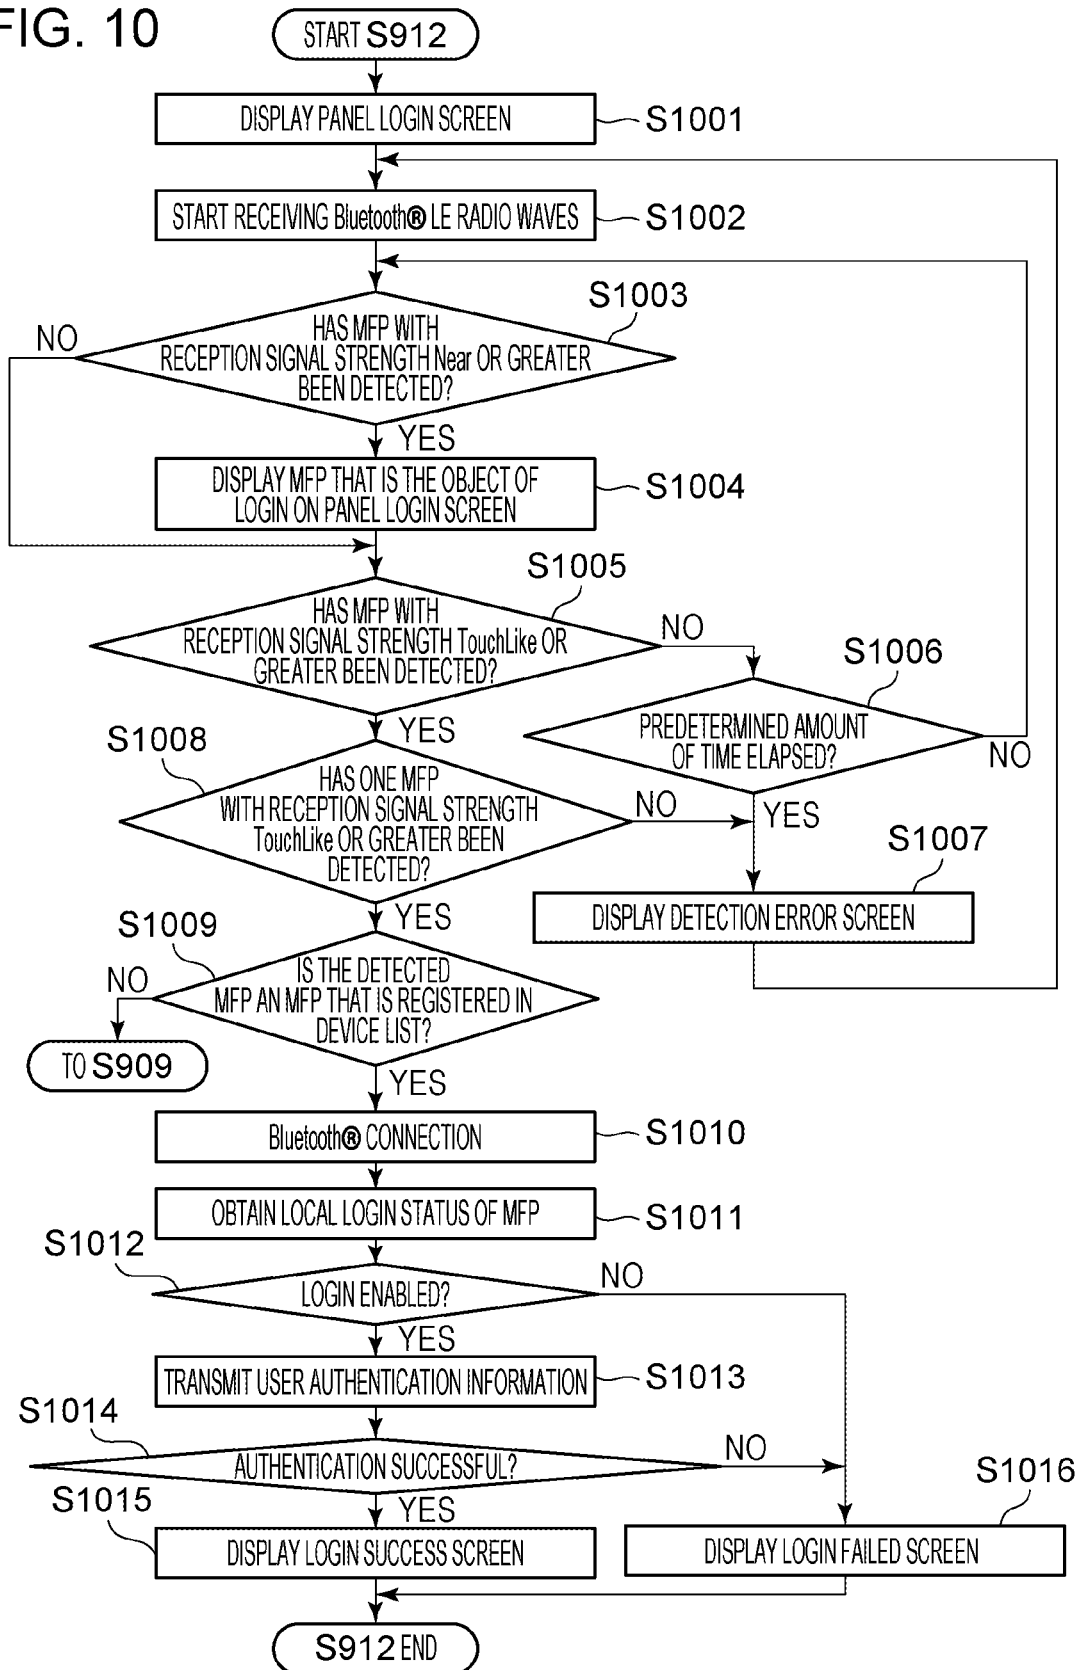 FIG. 10
START S912
DISPLAY PANEL LOGIN SCREEN
S1001
START RECEIVING Bluetooth® LE RADIO WAVES
S1002
S1003
HAS MFP WITH
RECEPTION SIGNAL STRENGTH Near OR GREATER
BEEN DETECTED?
NO
YES
DISPLAY MFP THAT IS THE OBJECT OF
LOGIN ON PANEL LOGIN SCREEN
S1004
S1005
HAS MFP WITH
RECEPTION SIGNAL STRENGTH TouchLike OR
GREATER BEEN DETECTED?
NO
YES
S1006
PREDETERMINED AMOUNT
OF TIME ELAPSED?
NO
YES
S1008
HAS ONE MFP
WITH RECEPTION SIGNAL STRENGTH
TouchLike OR GREATER BEEN
DETECTED?
NO
YES
S1007
DISPLAY DETECTION ERROR SCREEN
S1009
IS THE DETECTED
MFP AN MFP THAT IS REGISTERED IN
DEVICE LIST?
NO
TO S909
YES
Bluetooth® CONNECTION
S1010
OBTAIN LOCAL LOGIN STATUS OF MFP
S1011
S1012
LOGIN ENABLED?
NO
YES
TRANSMIT USER AUTHENTICATION INFORMATION
S1013
S1014
AUTHENTICATION SUCCESSFUL?
NO
YES
S1015
DISPLAY LOGIN SUCCESS SCREEN
S1016
DISPLAY LOGIN FAILED SCREEN
S912 END